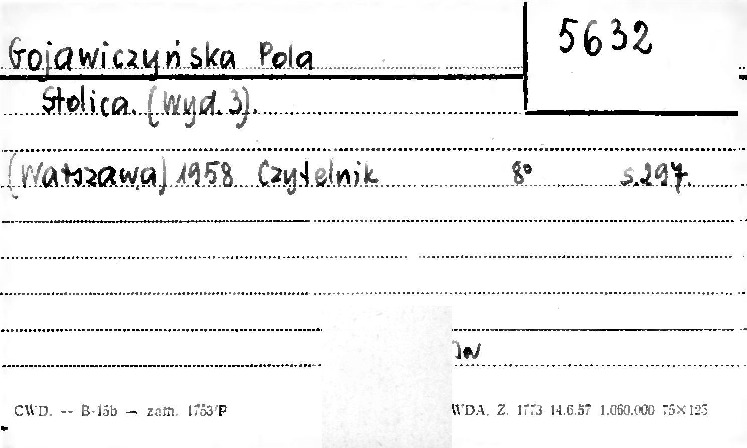 5632
Gojawiczyńska Pola
Stolica. (Wyd. 3).
(Warszawa) 1958 Czytelnik 8° s. 297.
CWD. -- B-15b — zam. 1753/P
WDA. Z. 1773 14.6.57 1.060.000 75×125